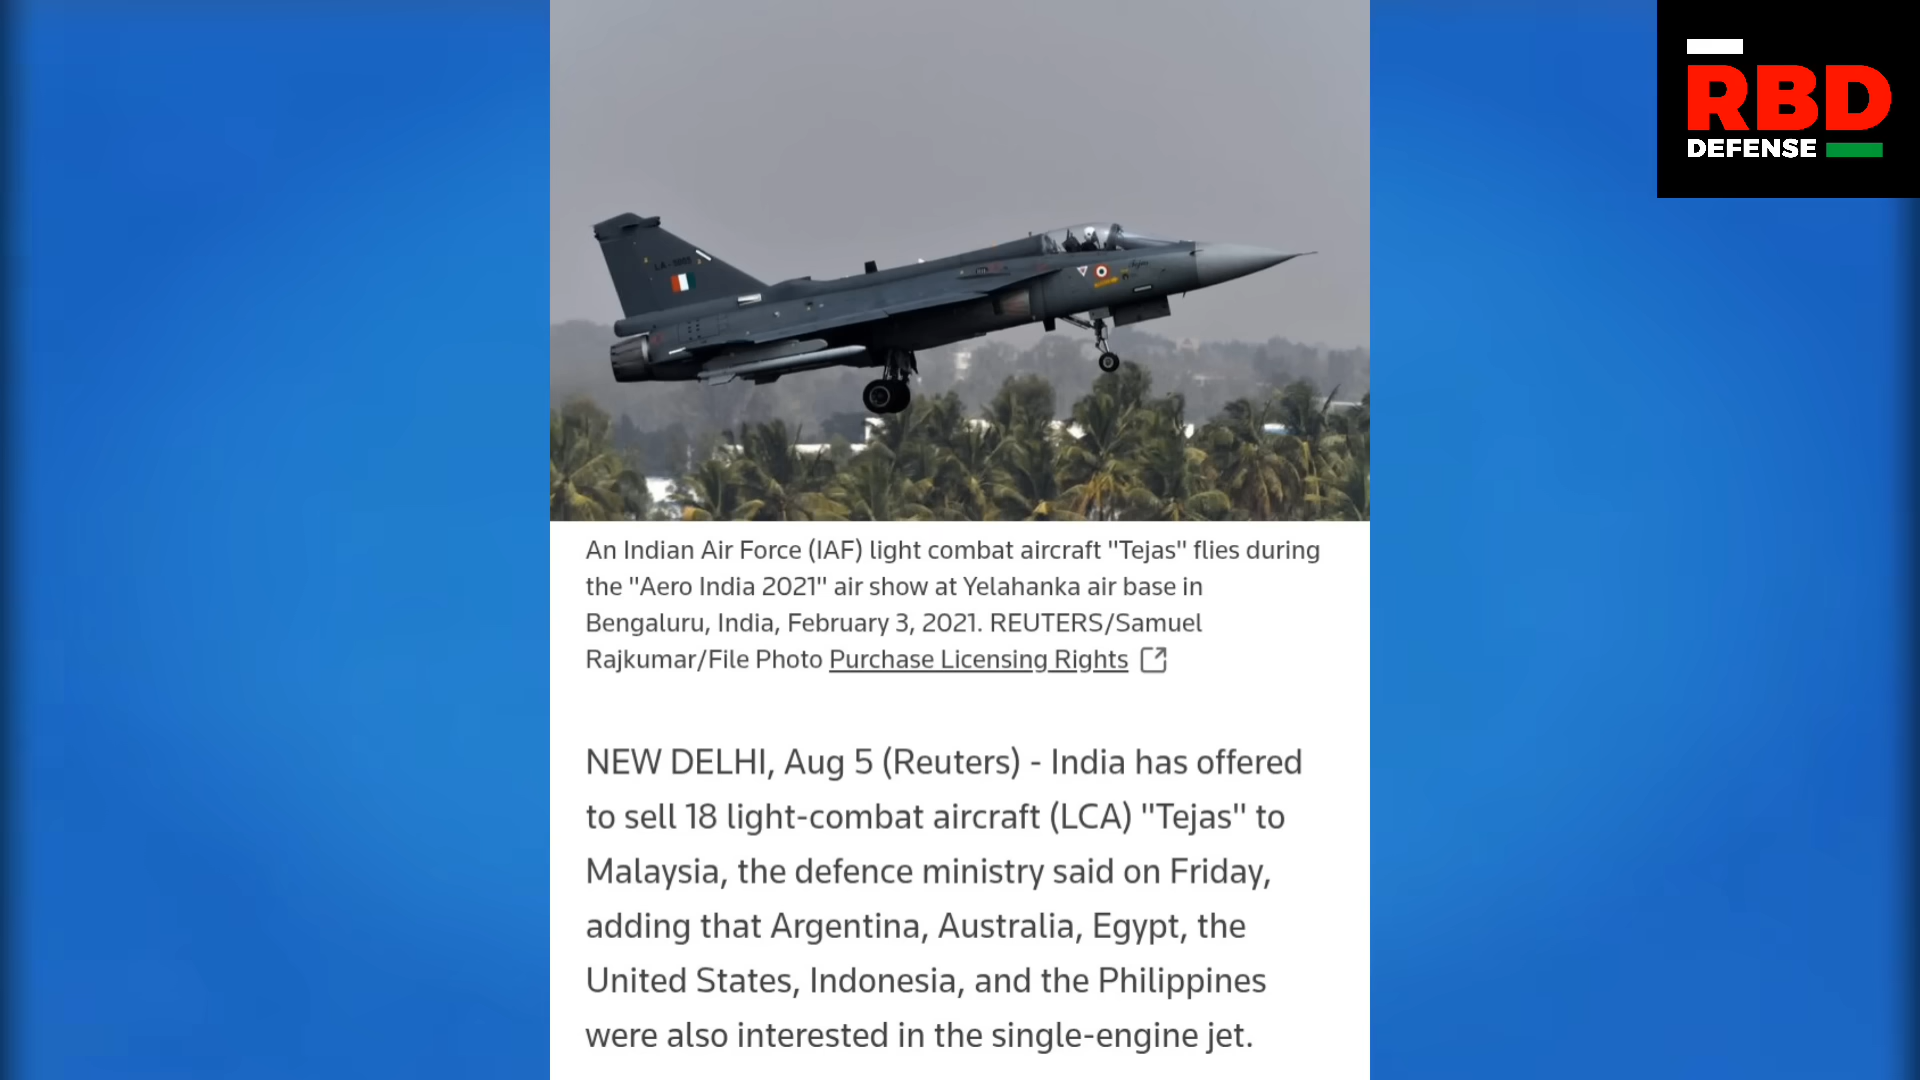 RBD
DEFENSE
An Indian Air Force (IAF) light combat aircraft "Tejas" flies during
the "Aero India 2021" air show at Yelahanka air base in
Bengaluru, India, February 3, 2021. REUTERS/Samuel
Rajkumar/File Photo Purchase Licensing Rights
NEW DELHI, Aug 5 (Reuters) - India has offered
to sell 18 light-combat aircraft (LCA) "Tejas" to
Malaysia, the defence ministry said on Friday,
adding that Argentina, Australia, Egypt, the
United States, Indonesia, and the Philippines
were also interested in the single-engine jet.